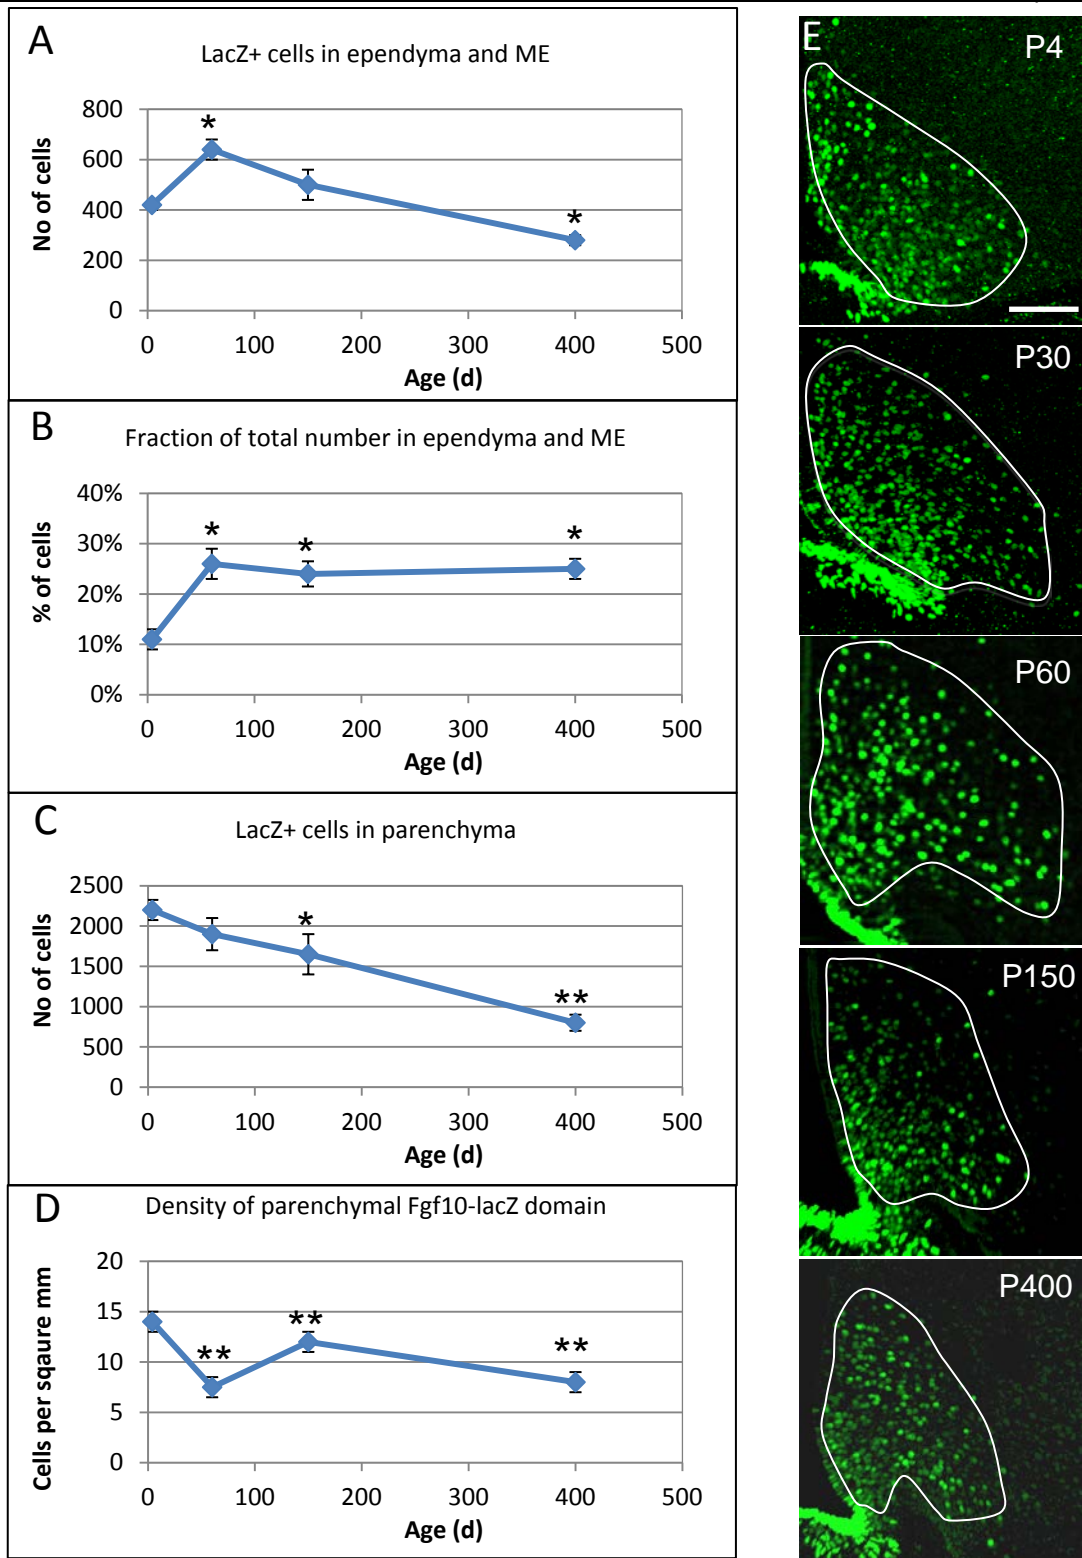 A
LacZ+ cells in ependyma and ME
No of cells
800
600
400
200
0
*
*
0 100 200 300 400 500
Age (d)
B
Fraction of total number in ependyma and ME
% of cells
40%
30%
20%
10%
0%
*
*
*
0 100 200 300 400 500
Age (d)
C
LacZ+ cells in parenchyma
No of cells
2500
2000
1500
1000
500
0
*
**
0 100 200 300 400 500
Age (d)
D
Density of parenchymal Fgf10-lacZ domain
Cells per sqaure mm
20
15
10
5
0
**
**
**
0 100 200 300 400 500
Age (d)
E
P4
P30
P60
P150
P400